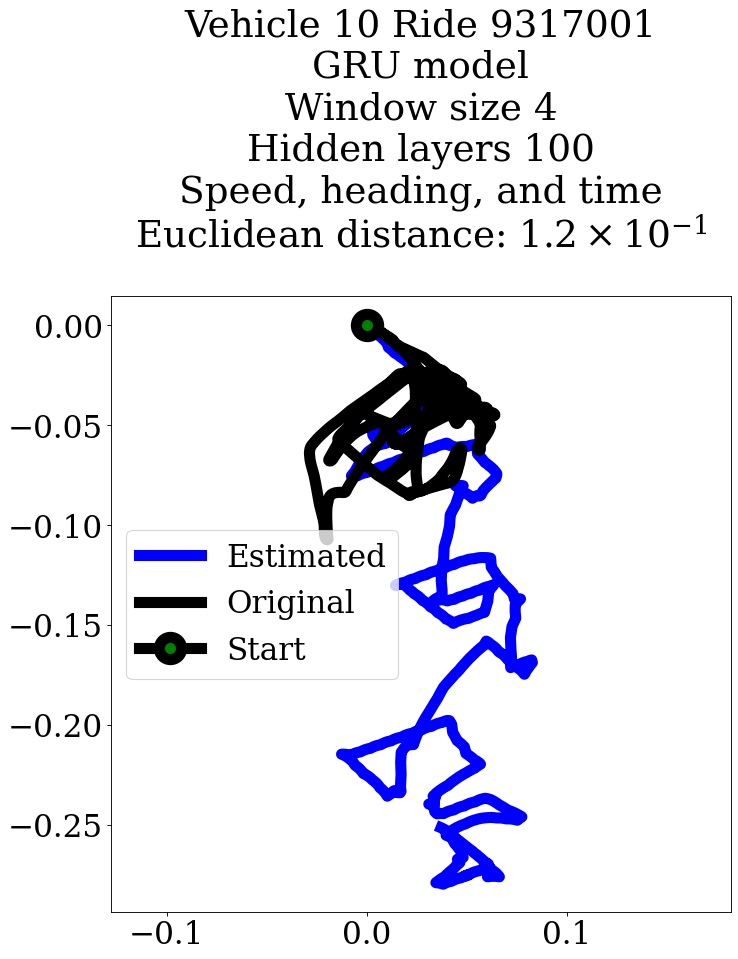 Vehicle 10 Ride 9317001
GRU model
Window size 4
Hidden layers 100
Speed, heading, and time
Euclidean distance: 1.2 × 10⁻¹
0.00
−0.05
−0.10
−0.15
−0.20
−0.25
Estimated
Original
Start
−0.1
0.0
0.1